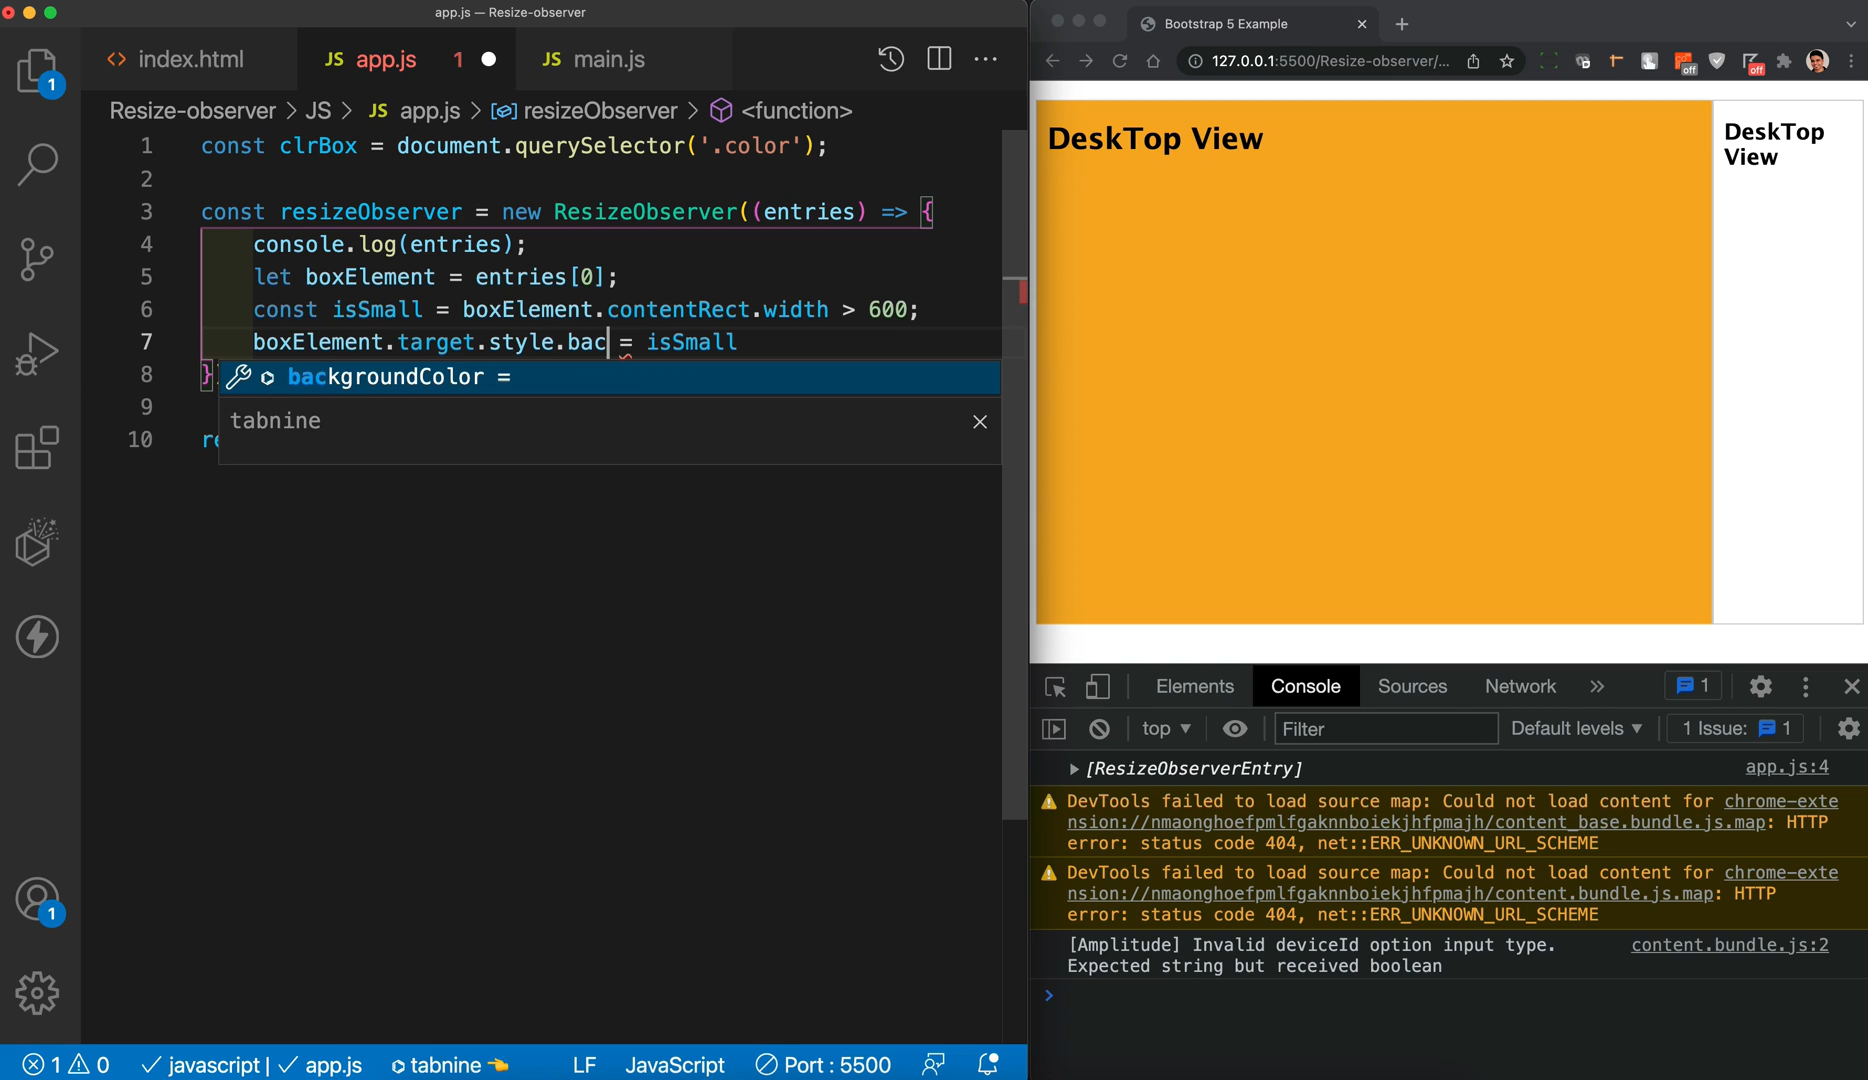 app.js — Resize-observer
index.html
JS app.js 1
JS main.js
Resize-observer > JS > JS app.js > resizeObserver > <function>
1 const clrBox = document.querySelector('.color');
2
3 const resizeObserver = new ResizeObserver((entries) => {
4 console.log(entries);
5 let boxElement = entries[0];
6 const isSmall = boxElement.contentRect.width > 600;
7 boxElement.target.style.bac = isSmall
8 }
backgroundColor =
9
tabnine
10 re
1
1
1 0 javascript | app.js tabnine LF JavaScript Port : 5500
Bootstrap 5 Example
127.0.0.1:5500/Resize-observer/...
off
off
DeskTop View
DeskTop
View
Elements Console Sources Network » 1
top Filter Default levels 1 Issue: 1
[ResizeObserverEntry] app.js:4
DevTools failed to load source map: Could not load content for chrome-exte
nsion://nmaonghoefpmlfgaknnboiekjhfpmajh/content_base.bundle.js.map: HTTP
error: status code 404, net::ERR_UNKNOWN_URL_SCHEME
DevTools failed to load source map: Could not load content for chrome-exte
nsion://nmaonghoefpmlfgaknnboiekjhfpmajh/content.bundle.js.map: HTTP
error: status code 404, net::ERR_UNKNOWN_URL_SCHEME
[Amplitude] Invalid deviceId option input type. content.bundle.js:2
Expected string but received boolean